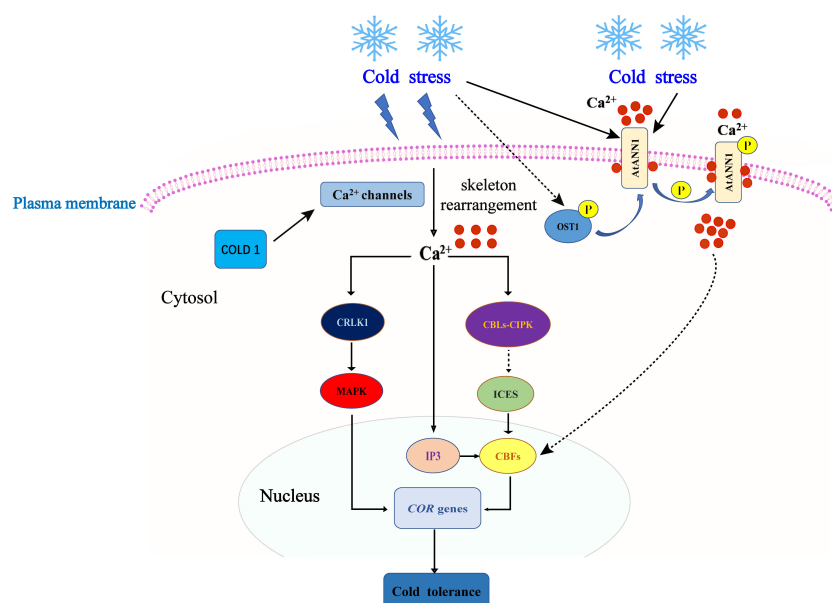 Cold stress
Cold stress
Ca²⁺
Ca²⁺
P
AtANN1
AtANN1
Plasma membrane
Ca²⁺ channels
skeleton
rearrangement
P
P
OST1
COLD 1
Ca²⁺
Cytosol
CRLK1
CBLs-CIPK
MAPK
ICES
IP3
CBFs
Nucleus
COR genes
Cold tolerance